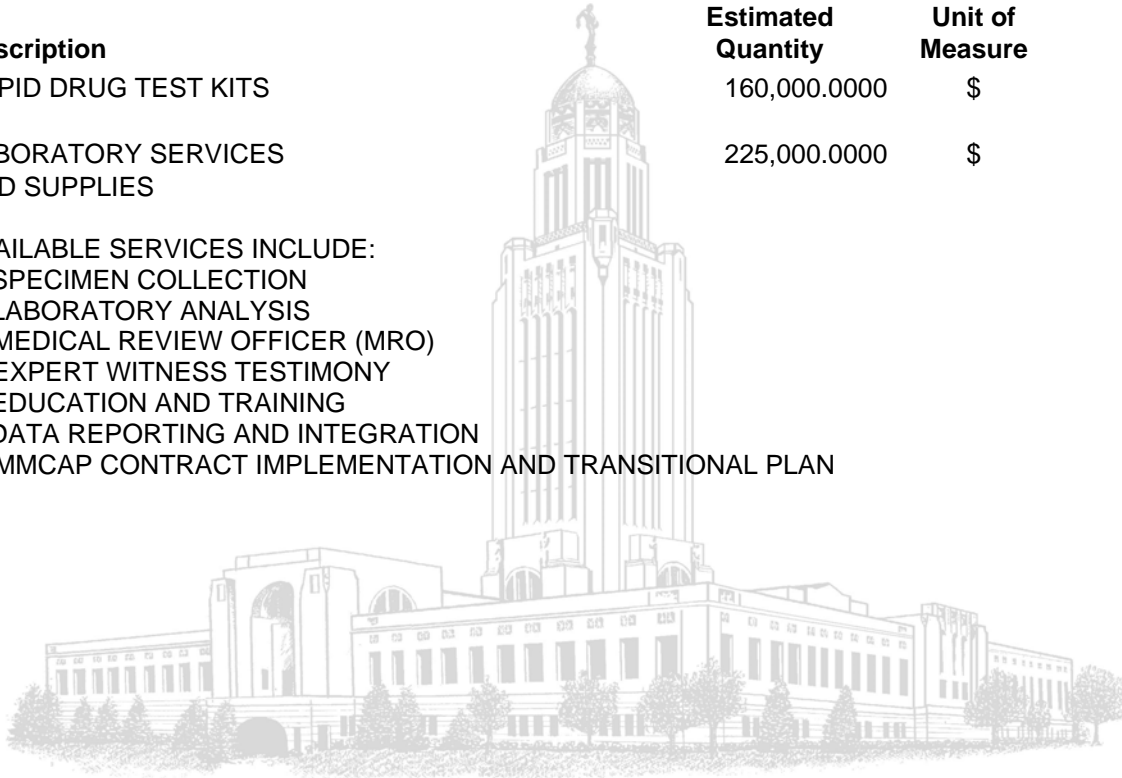 Estimated Unit of
scription Quantity Measure
PID DRUG TEST KITS 160,000.0000 $
BORATORY SERVICES 225,000.0000 $
D SUPPLIES
AILABLE SERVICES INCLUDE:
SPECIMEN COLLECTION
LABORATORY ANALYSIS
MEDICAL REVIEW OFFICER (MRO)
EXPERT WITNESS TESTIMONY
EDUCATION AND TRAINING
DATA REPORTING AND INTEGRATION
MMCAP CONTRACT IMPLEMENTATION AND TRANSITIONAL PLAN